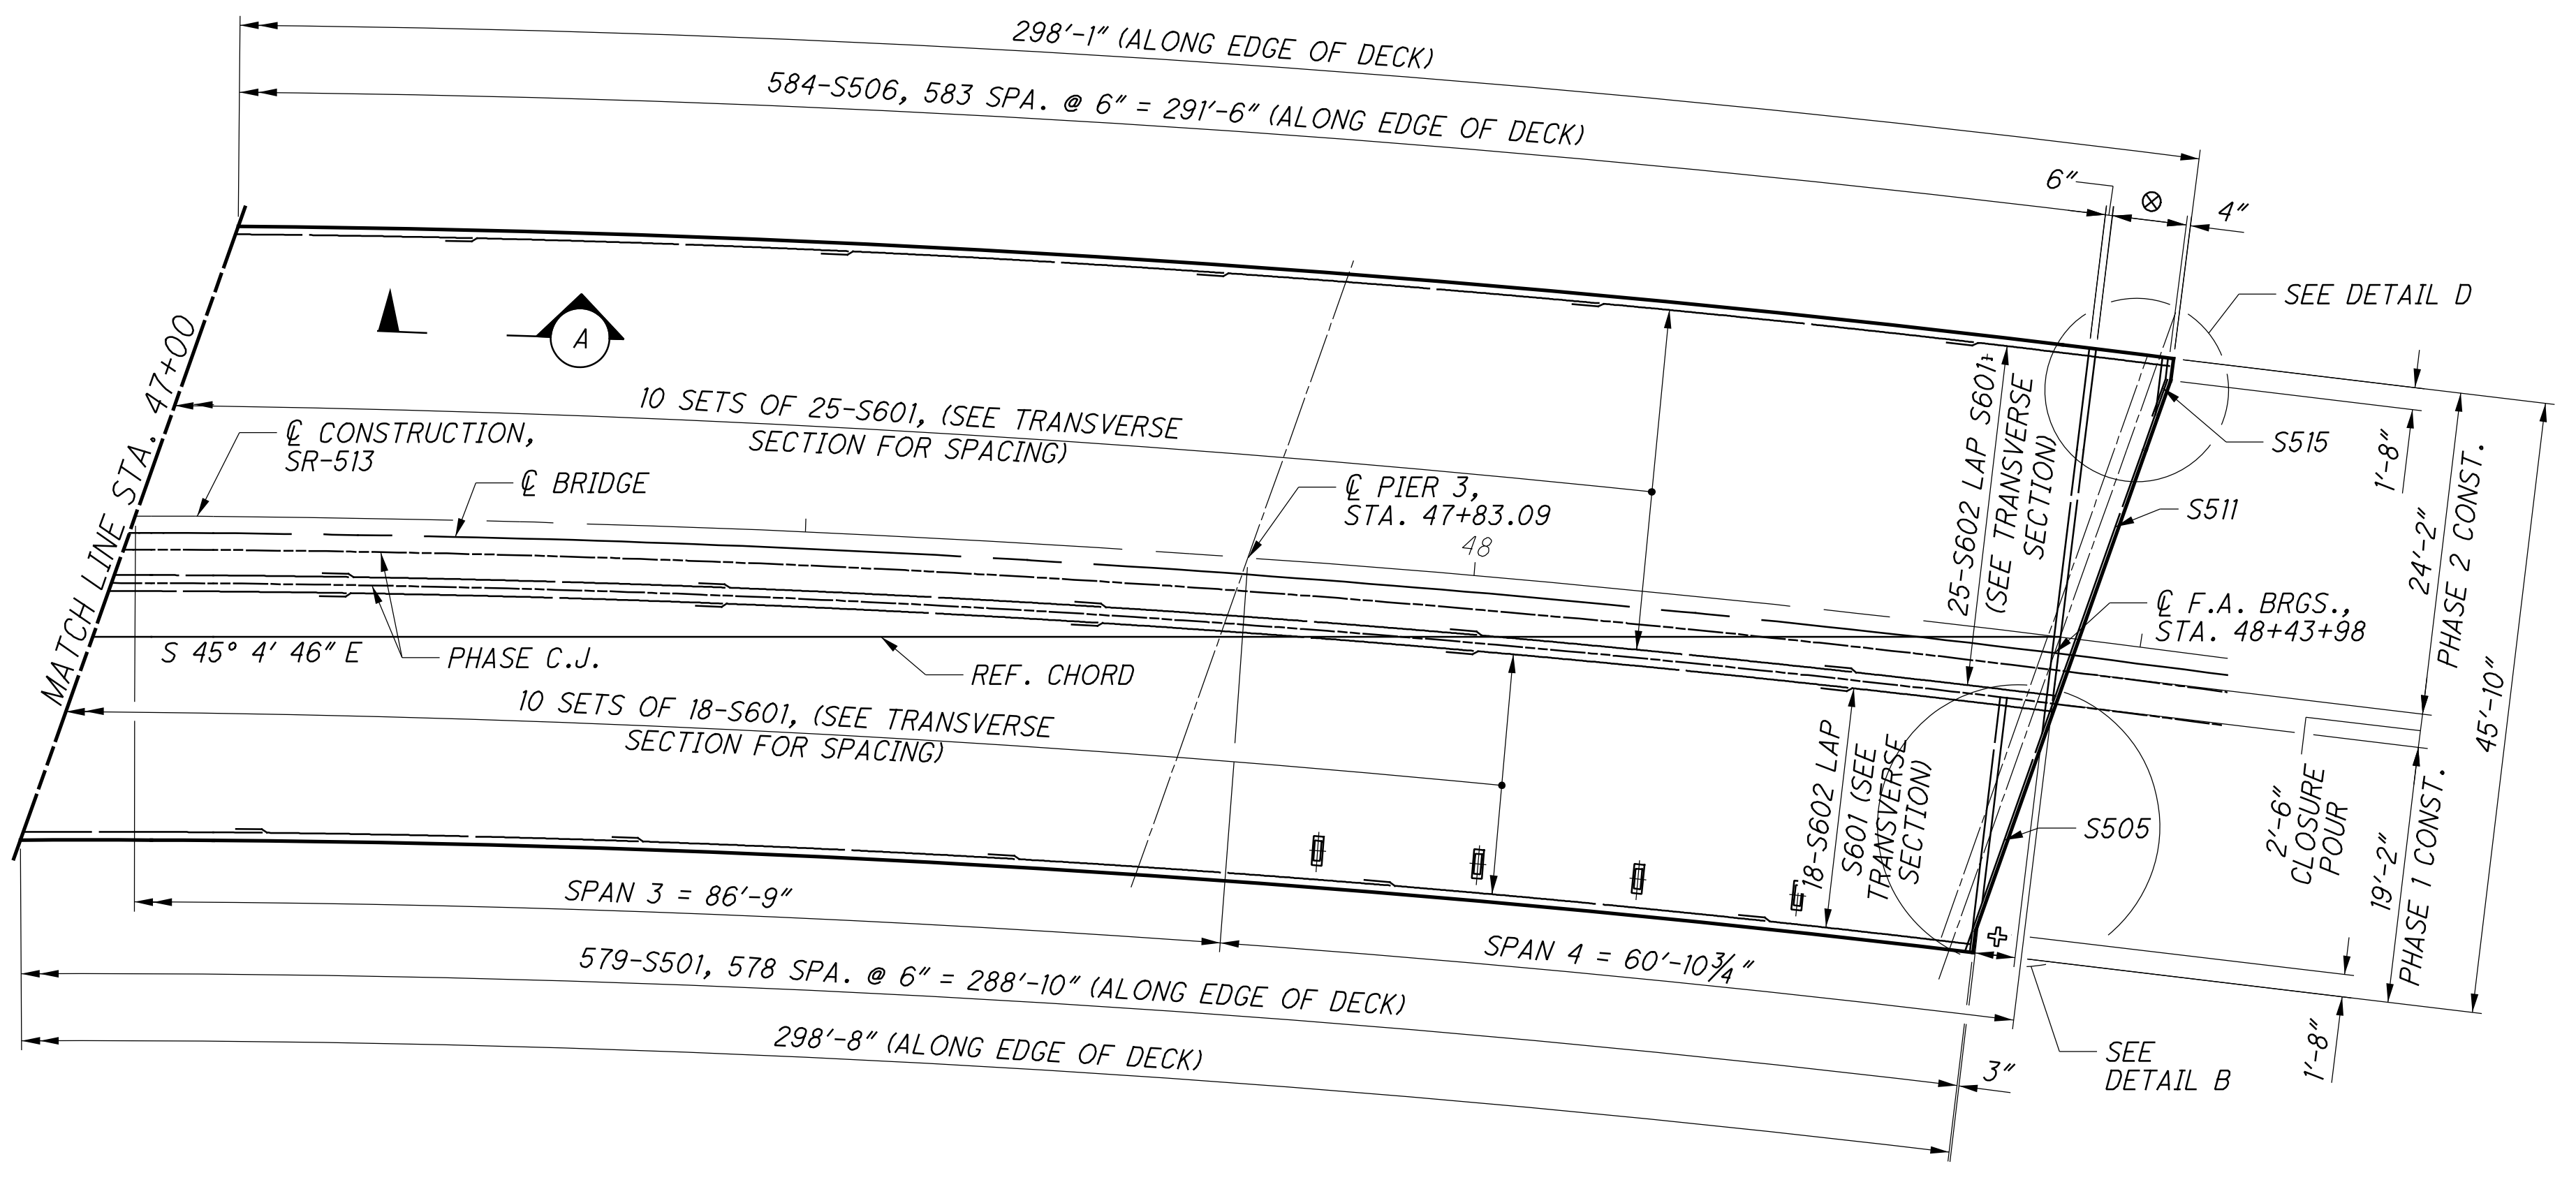 298'-1" (ALONG EDGE OF DECK)
584-S506, 583 SPA. @ 6" = 291'-6" (ALONG EDGE OF DECK)
6"
⊗
4"
SEE DETAIL D
MATCH LINE STA. 47+00
A
10 SETS OF 25-S601, (SEE TRANSVERSE
SECTION FOR SPACING)
℄ CONSTRUCTION,
SR-513
℄ BRIDGE
℄ PIER 3,
STA. 47+83.09
48
25-S602 LAP S601
(SEE TRANSVERSE
SECTION)
S515
S511
1'-8"
24'-2"
PHASE 2 CONST.
45'-10"
℄ F.A. BRGS.,
STA. 48+43+98
S 45° 4' 46" E
PHASE C.J.
REF. CHORD
10 SETS OF 18-S601, (SEE TRANSVERSE
SECTION FOR SPACING)
18-S602 LAP
S601 (SEE
TRANSVERSE
SECTION)
S505
2'-6"
CLOSURE
POUR
19'-2"
PHASE 1 CONST.
SPAN 3 = 86'-9"
SPAN 4 = 60'-10¾"
579-S501, 578 SPA. @ 6" = 288'-10" (ALONG EDGE OF DECK)
298'-8" (ALONG EDGE OF DECK)
3"
SEE
DETAIL B
1'-8"